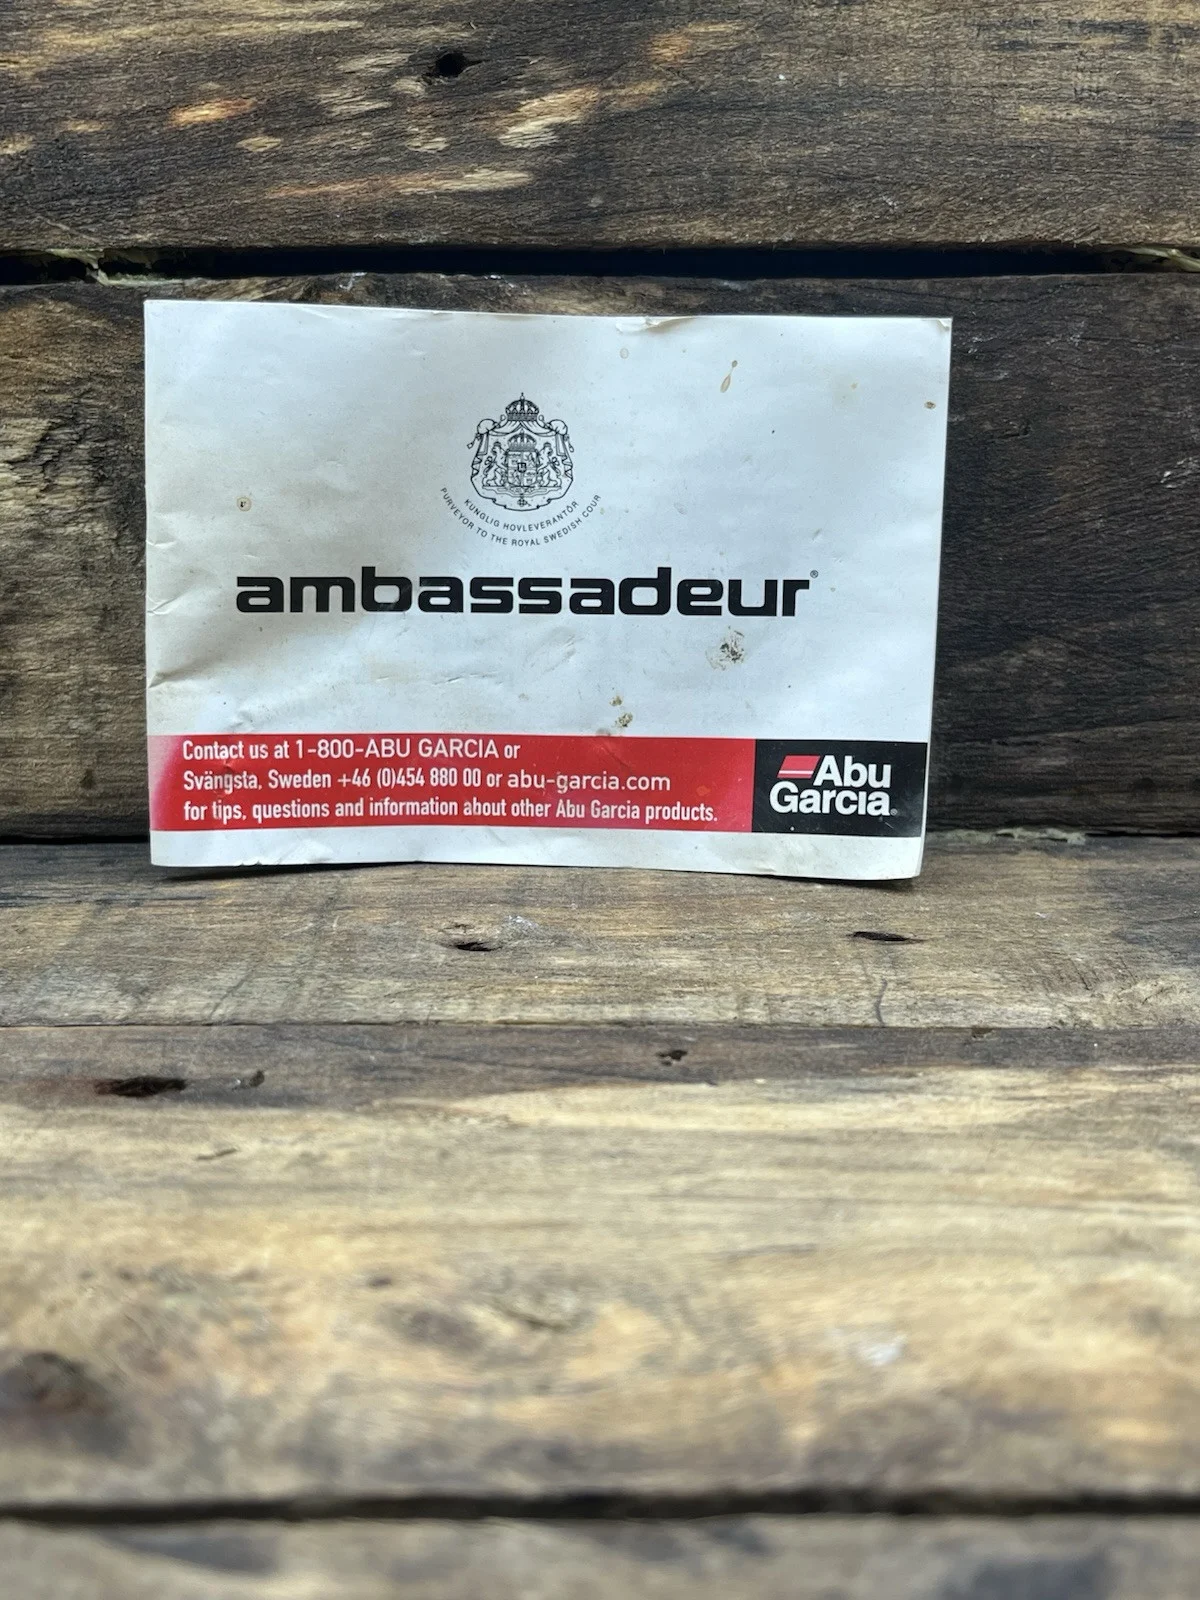 KUNGLIG HOVLEVERANTÖR
PURVEYOR TO THE ROYAL SWEDISH COUR
ambassadeur®
Contact us at 1-800-ABU GARCIA or
Svängsta, Sweden +46 (0)454 880 00 or abu-garcia.com
for tips, questions and information about other Abu Garcia products.
Abu
Garcia®